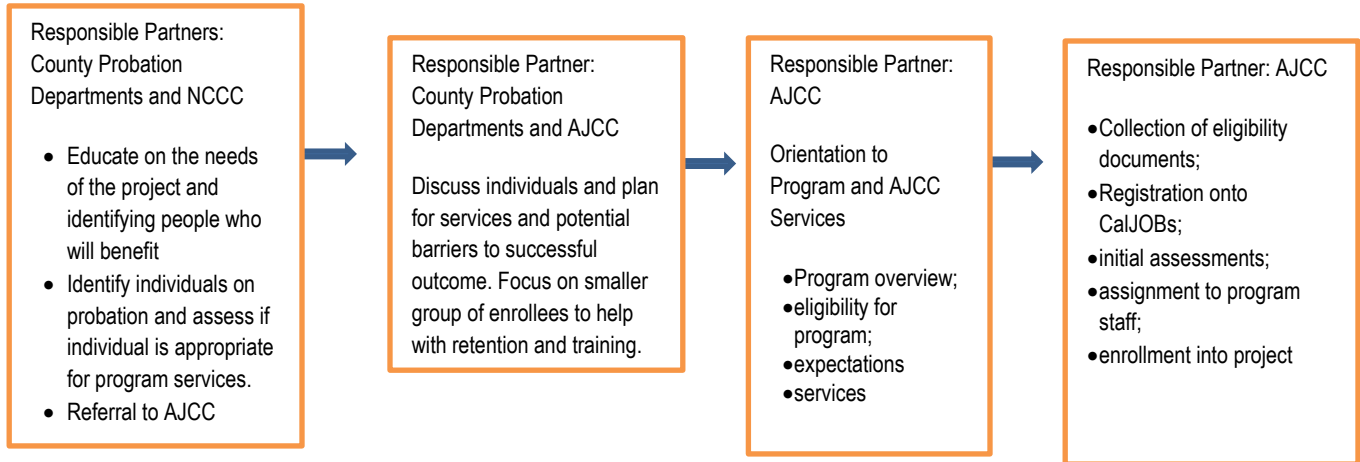 Responsible Partners:
County Probation
Departments and NCCC
• Educate on the needs
of the project and
identifying people who
will benefit
• Identify individuals on
probation and assess if
individual is appropriate
for program services.
• Referral to AJCC
Responsible Partner:
County Probation
Departments and AJCC
Discuss individuals and plan
for services and potential
barriers to successful
outcome. Focus on smaller
group of enrollees to help
with retention and training.
Responsible Partner:
AJCC
Orientation to
Program and AJCC
Services
•Program overview;
•eligibility for
program;
•expectations
•services
Responsible Partner: AJCC
•Collection of eligibility
documents;
•Registration onto
CalJOBs;
•initial assessments;
•assignment to program
staff;
•enrollment into project